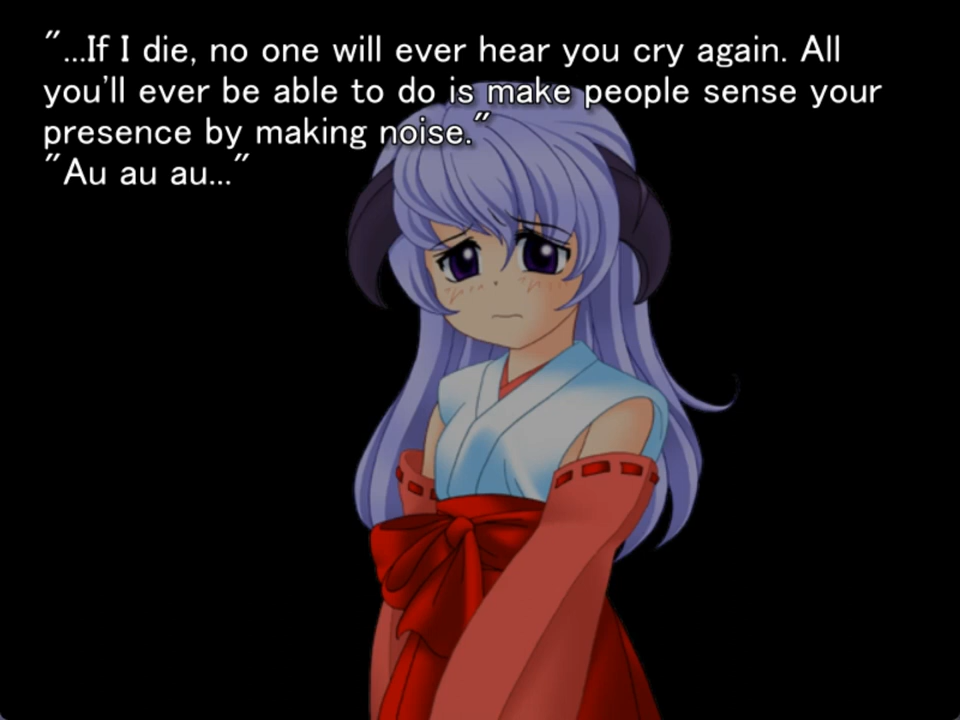 "...If I die, no one will ever hear you cry again. All
you'll ever be able to do is make people sense your
presence by making noise."
"Au au au..."